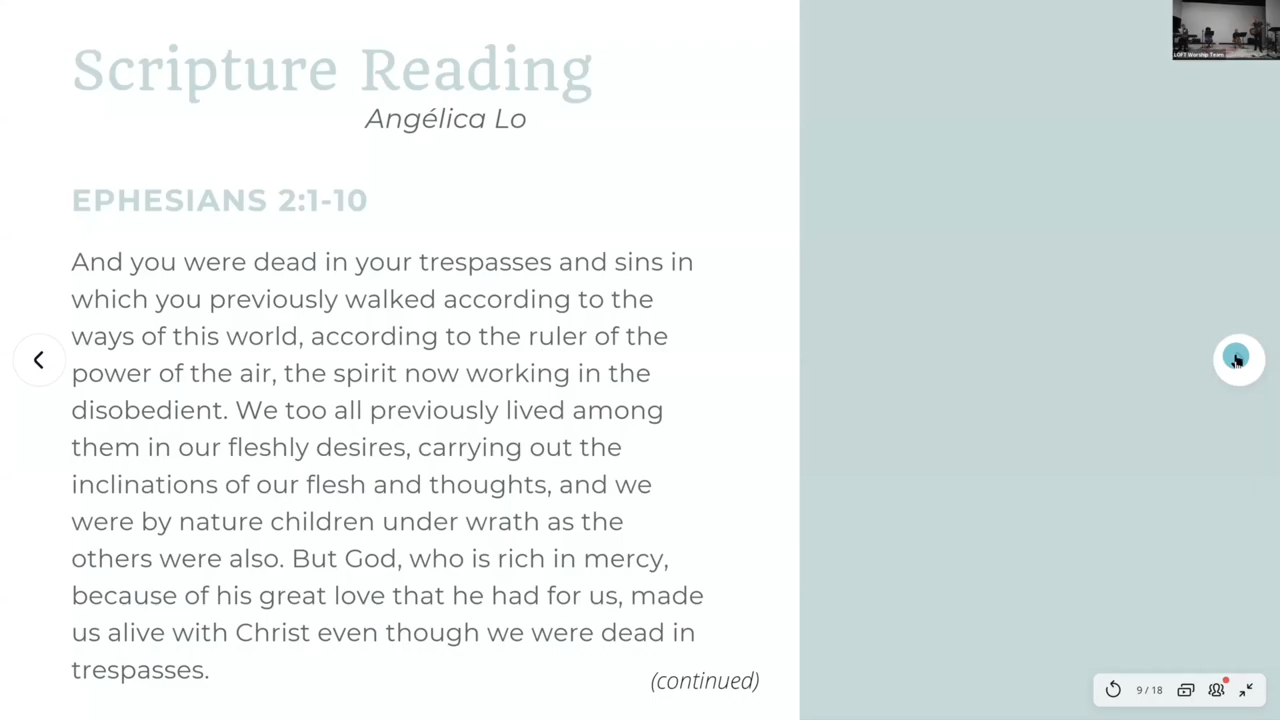 Scripture Reading
Angélica Lo
EPHESIANS 2:1-10
And you were dead in your trespasses and sins in
which you previously walked according to the
ways of this world, according to the ruler of the
power of the air, the spirit now working in the
disobedient. We too all previously lived among
them in our fleshly desires, carrying out the
inclinations of our flesh and thoughts, and we
were by nature children under wrath as the
others were also. But God, who is rich in mercy,
because of his great love that he had for us, made
us alive with Christ even though we were dead in
trespasses.
(continued)
LOFT Worship Team
9 / 18